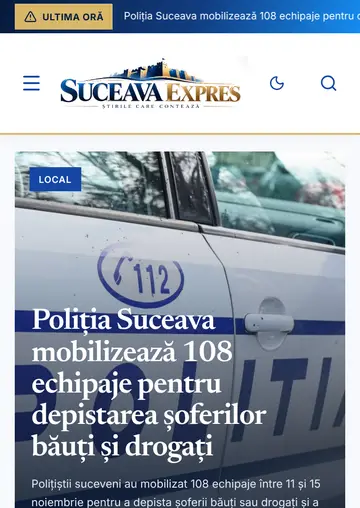 ULTIMA ORĂ
Poliția Suceava mobilizează 108 echipaje pentru
SUCEAVA EXPRES
ȘTIRILE CARE CONTEAZĂ
LOCAL
112
POLIȚIA
Poliția Suceava
mobilizează 108
echipaje pentru
depistarea șoferilor
băuți și drogați
Polițiștii suceveni au mobilizat 108 echipaje între 11 și 15
noiembrie pentru a depista șoferii băuți sau drogați și a